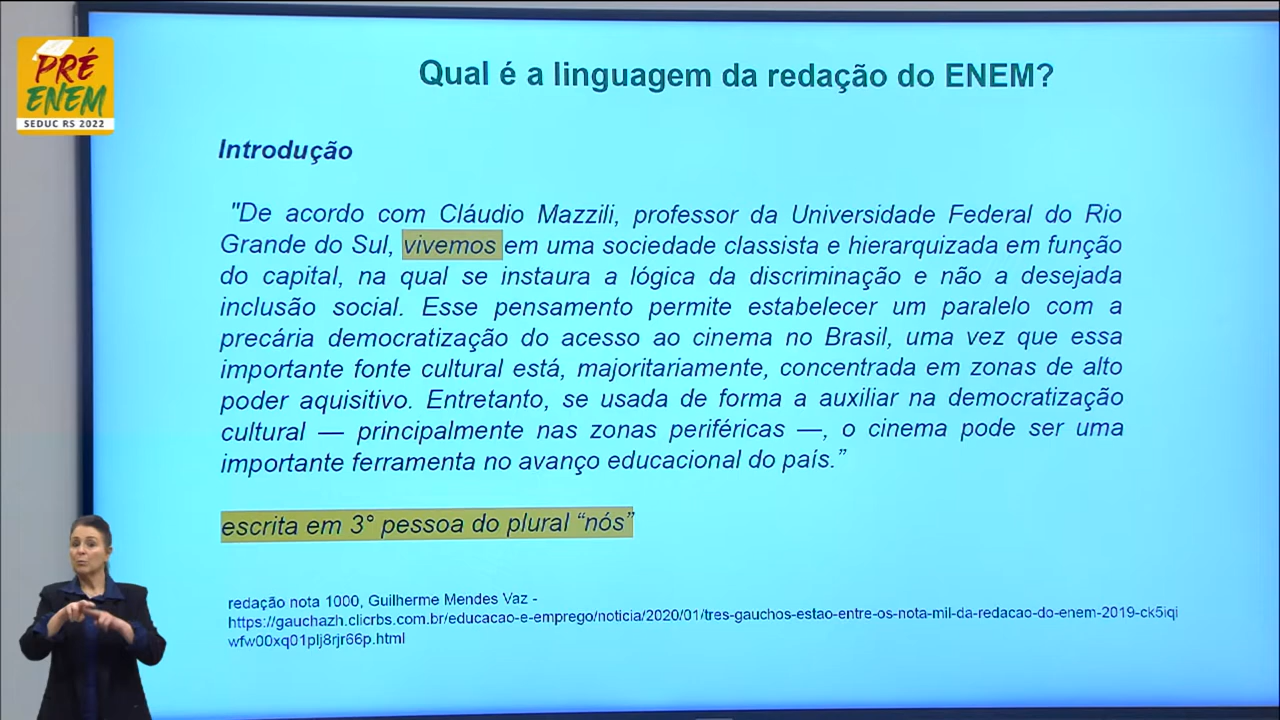 PRÉ
ENEM
SEDUC RS 2022
Qual é a linguagem da redação do ENEM?
Introdução
"De acordo com Cláudio Mazzili, professor da Universidade Federal do Rio
Grande do Sul, vivemos em uma sociedade classista e hierarquizada em função
do capital, na qual se instaura a lógica da discriminação e não a desejada
inclusão social. Esse pensamento permite estabelecer um paralelo com a
precária democratização do acesso ao cinema no Brasil, uma vez que essa
importante fonte cultural está, majoritariamente, concentrada em zonas de alto
poder aquisitivo. Entretanto, se usada de forma a auxiliar na democratização
cultural — principalmente nas zonas periféricas —, o cinema pode ser uma
importante ferramenta no avanço educacional do país.”
escrita em 3° pessoa do plural “nós”
redação nota 1000, Guilherme Mendes Vaz -
https://gauchazh.clicrbs.com.br/educacao-e-emprego/noticia/2020/01/tres-gauchos-estao-entre-os-nota-mil-da-redacao-do-enem-2019-ck5iqi
wfw00xq01plj8rjr66p.html